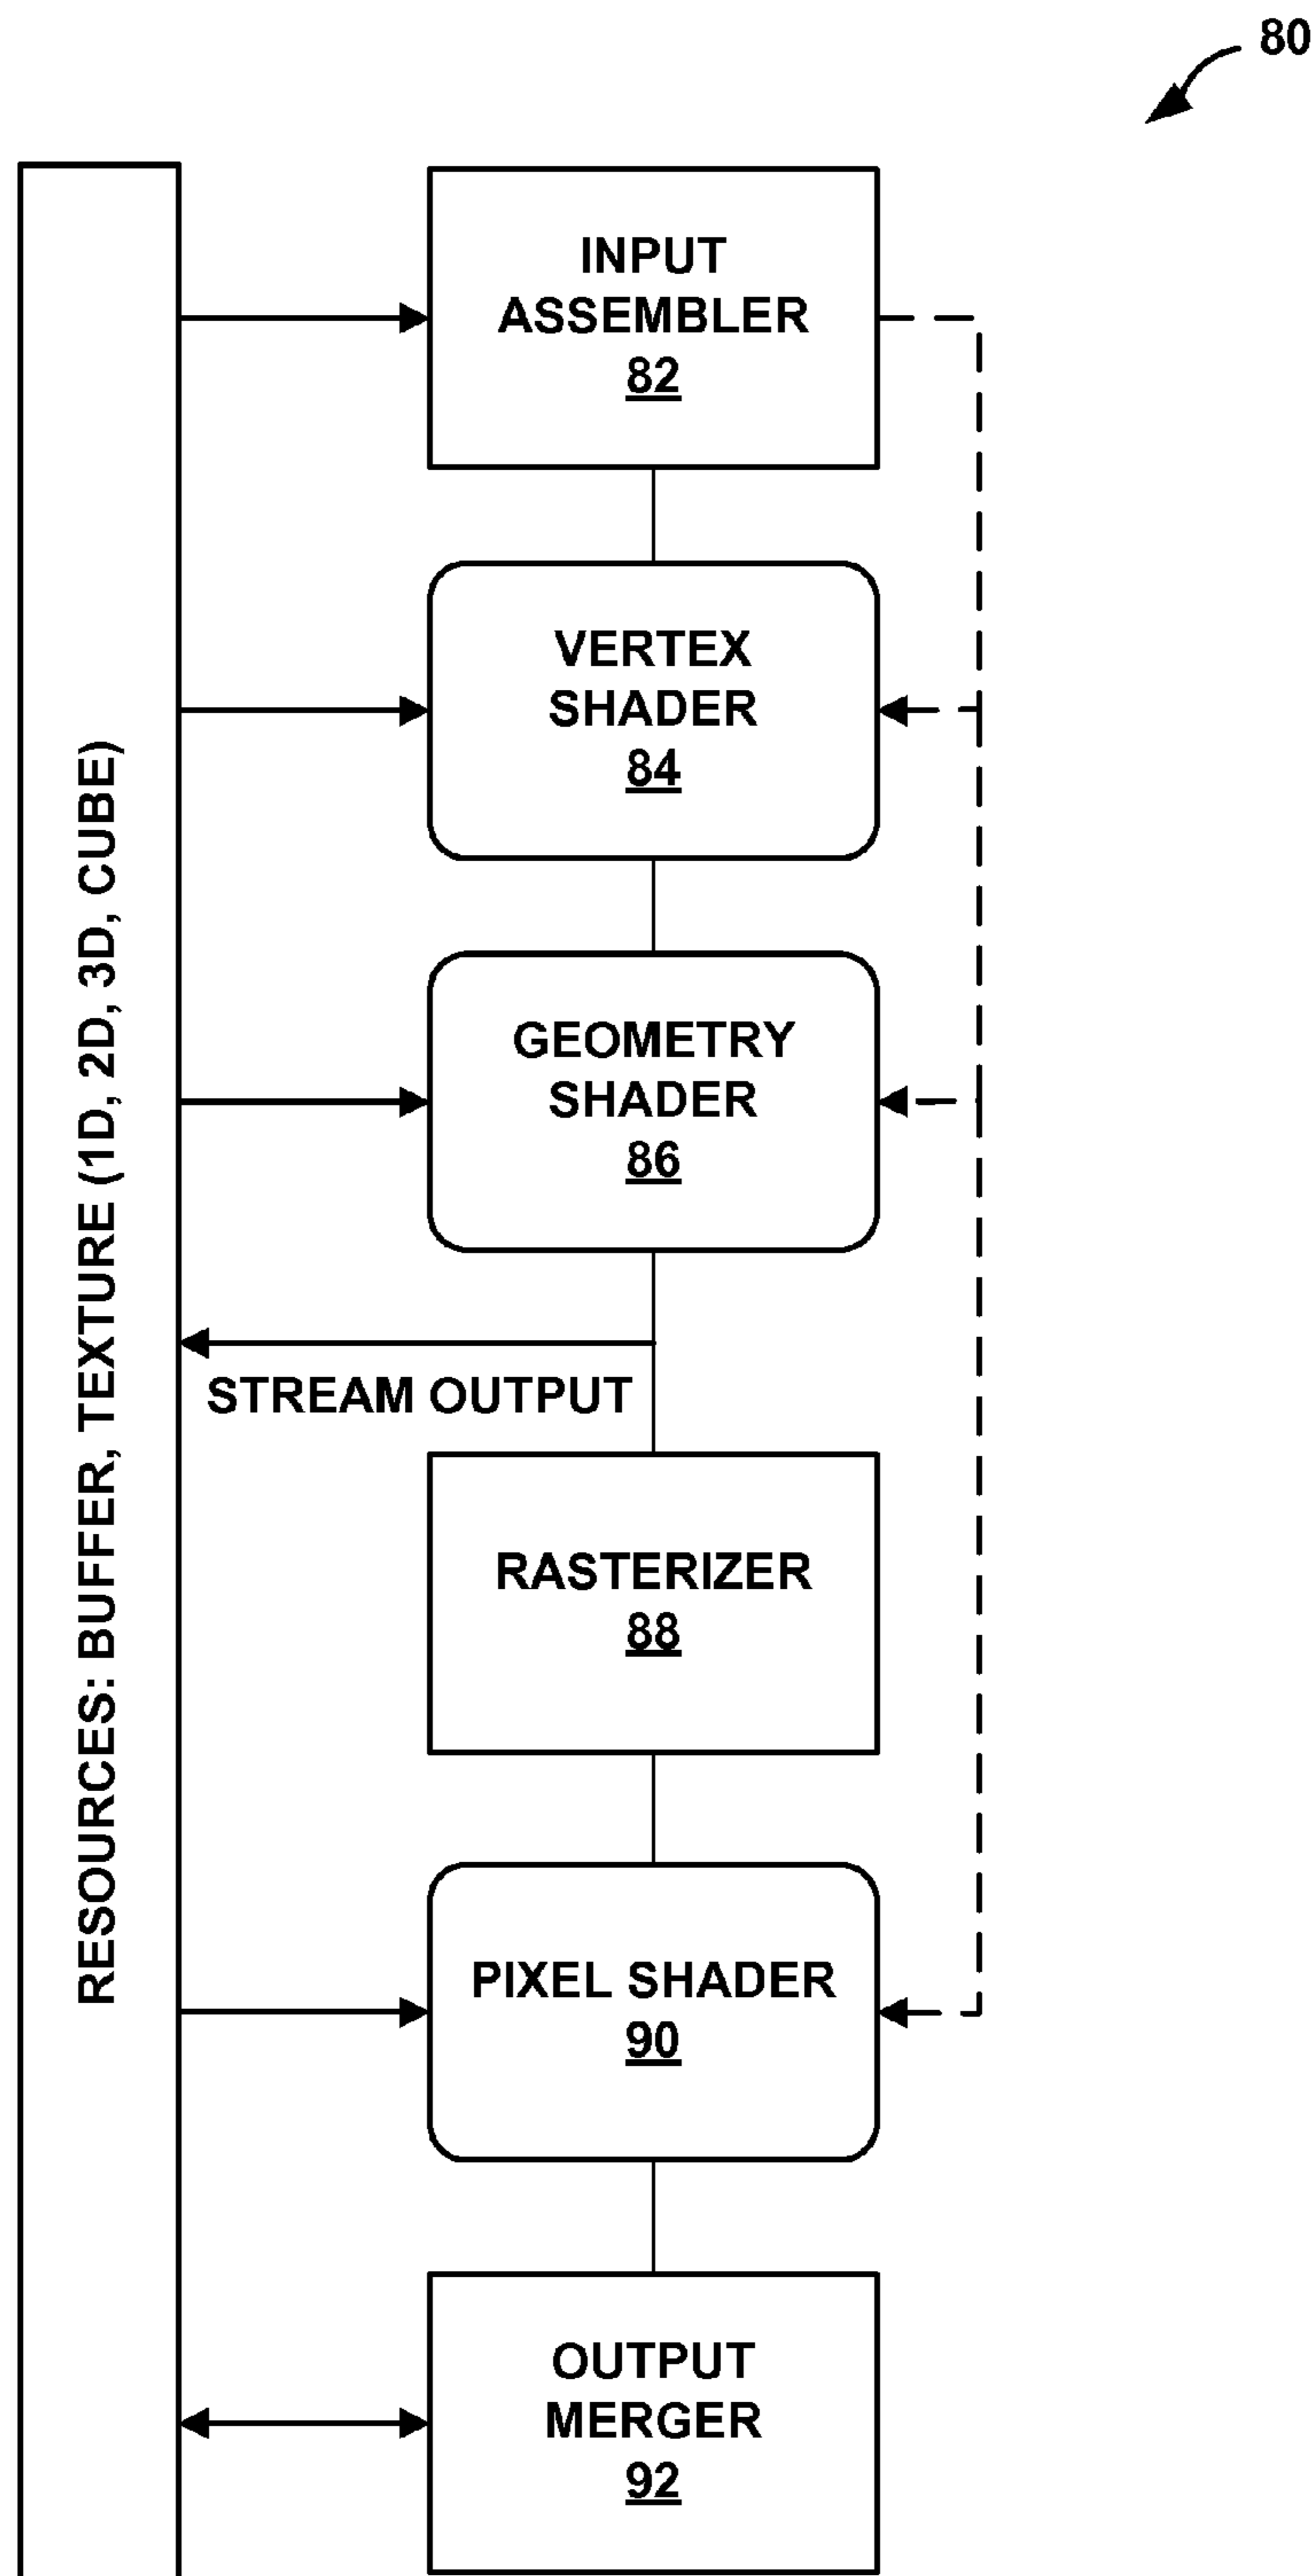 80
RESOURCES: BUFFER, TEXTURE (1D, 2D, 3D, CUBE)
INPUT
ASSEMBLER
82
VERTEX
SHADER
84
GEOMETRY
SHADER
86
STREAM OUTPUT
RASTERIZER
88
PIXEL SHADER
90
OUTPUT
MERGER
92